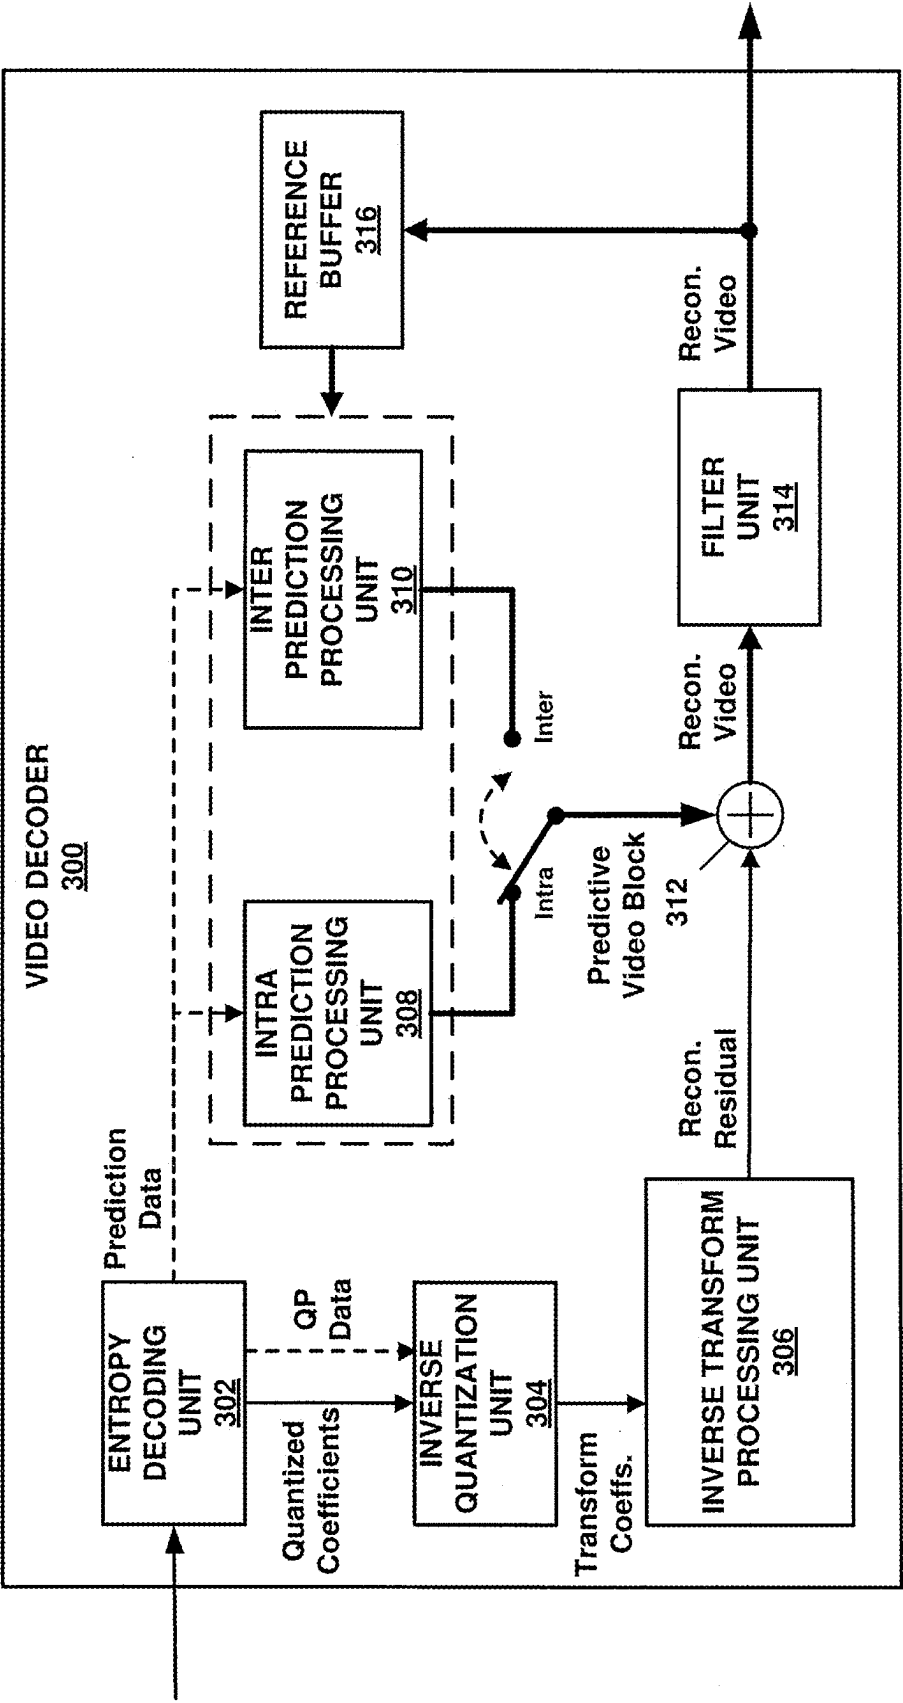 VIDEO DECODER
300
ENTROPY
DECODING
UNIT
302
Prediction
Data
INTRA
PREDICTION
PROCESSING
UNIT
308
INTER
PREDICTION
PROCESSING
UNIT
310
REFERENCE
BUFFER
316
Quantized
Coefficients
QP
Data
INVERSE
QUANTIZATION
UNIT
304
Intra
Inter
Predictive
Video Block
312
Transform
Coeffs.
INVERSE TRANSFORM
PROCESSING UNIT
306
Recon.
Residual
Recon.
Video
FILTER
UNIT
314
Recon.
Video